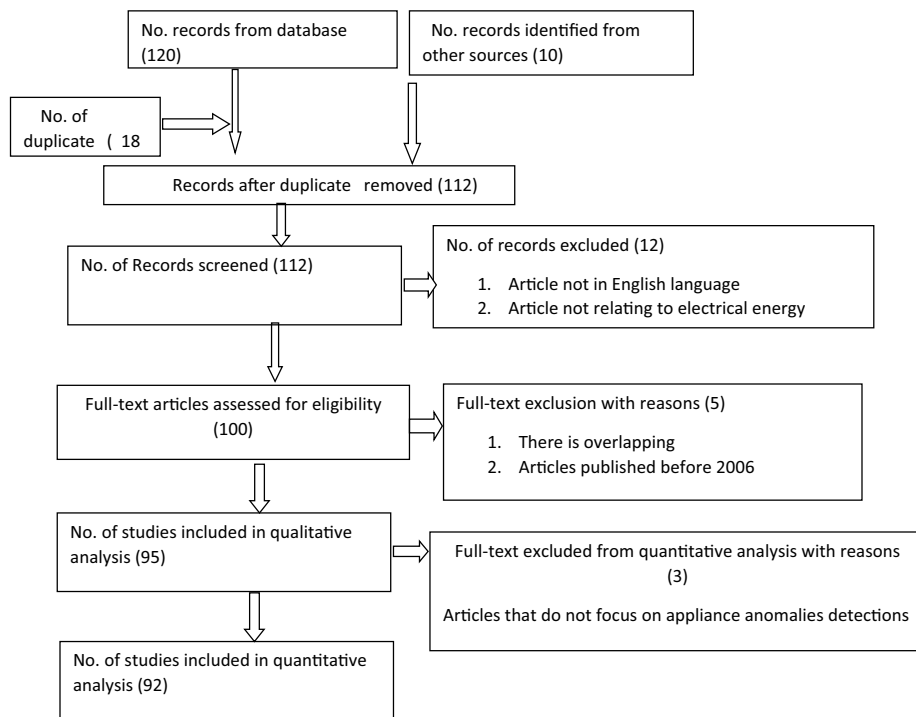 No. records from database
(120)
No. records identified from
other sources (10)
No. of
duplicate ( 18
Records after duplicate removed (112)
No. of Records screened (112)
No. of records excluded (12)
1. Article not in English language
2. Article not relating to electrical energy
Full-text articles assessed for eligibility
(100)
Full-text exclusion with reasons (5)
1. There is overlapping
2. Articles published before 2006
No. of studies included in qualitative
analysis (95)
Full-text excluded from quantitative analysis with reasons
(3)
Articles that do not focus on appliance anomalies detections
No. of studies included in quantitative
analysis (92)